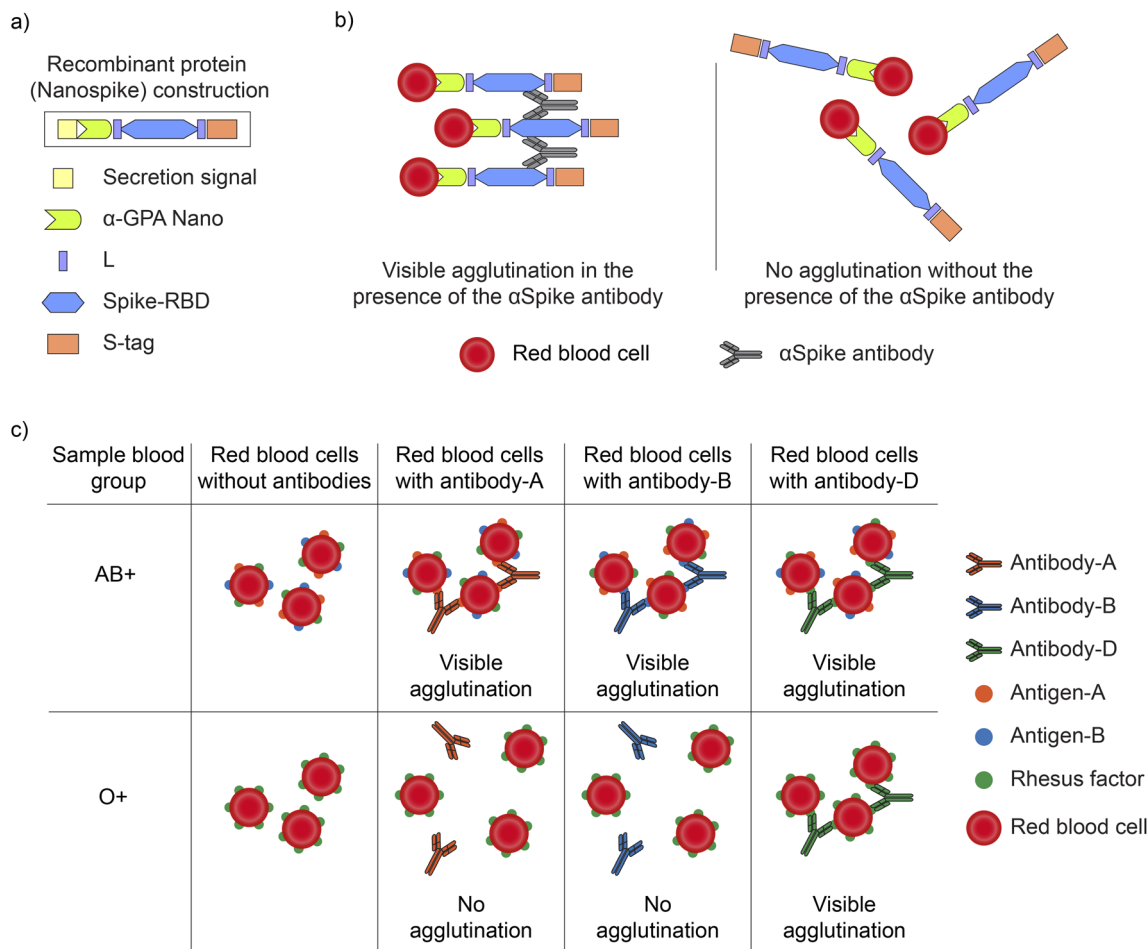 a)
Recombinant protein
(Nanospike) construction
Secretion signal
α-GPA Nano
L
Spike-RBD
S-tag
b)
Visible agglutination in the
presence of the αSpike antibody
No agglutination without the
presence of the αSpike antibody
Red blood cell
αSpike antibody
c)
Sample blood
group
Red blood cells
without antibodies
Red blood cells
with antibody-A
Red blood cells
with antibody-B
Red blood cells
with antibody-D
AB+
Visible
agglutination
Visible
agglutination
Visible
agglutination
O+
No
agglutination
No
agglutination
Visible
agglutination
Antibody-A
Antibody-B
Antibody-D
Antigen-A
Antigen-B
Rhesus factor
Red blood cell